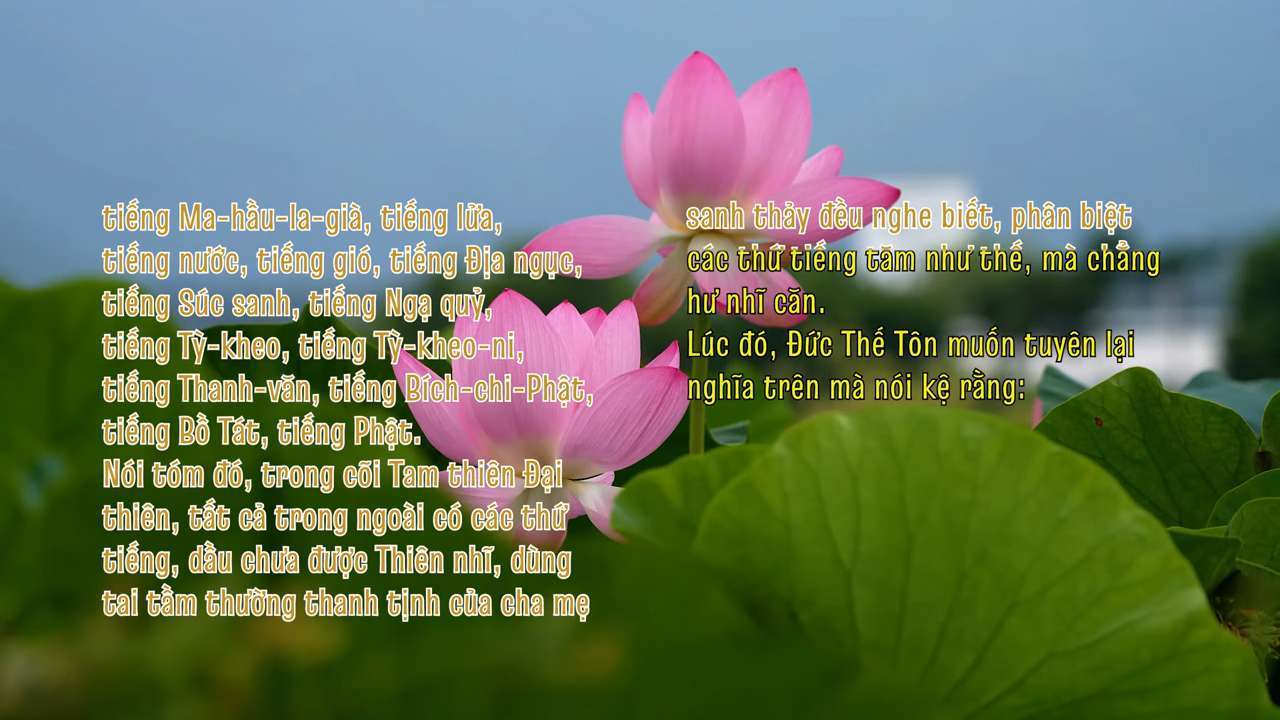 tiếng Ma-hầu-la-già, tiếng lửa,
tiếng nước, tiếng gió, tiếng Địa ngục,
tiếng Súc sanh, tiếng Ngạ quỷ,
tiếng Tỳ-kheo, tiếng Tỳ-kheo-ni,
tiếng Thanh-văn, tiếng Bích-chi-Phật,
tiếng Bồ Tát, tiếng Phật.
Nói tóm đó, trong cõi Tam thiên Đại
thiên, tất cả trong ngoài có các thứ
tiếng, dầu chưa được Thiên nhĩ, dùng
tai tầm thường thanh tịnh của cha mẹ
sanh thảy đều nghe biết, phân biệt
các thứ tiếng tăm như thế, mà chẳng
hư nhĩ căn.
Lúc đó, Đức Thế Tôn muốn tuyên lại
nghĩa trên mà nói kệ rằng: